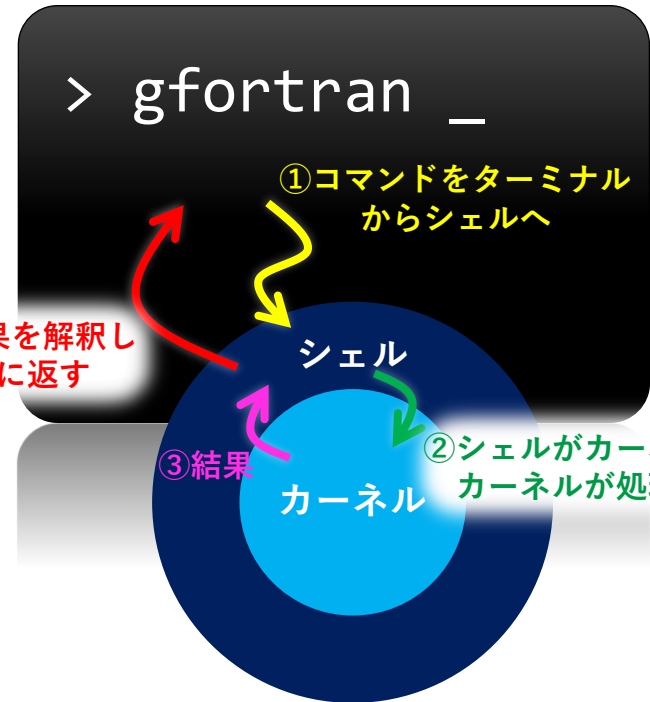 > gfortran _
①コマンドをターミナル
からシェルへ
を解釈し
に返す
シェル
②シェルがカー
カーネルが処
③結果
カーネル